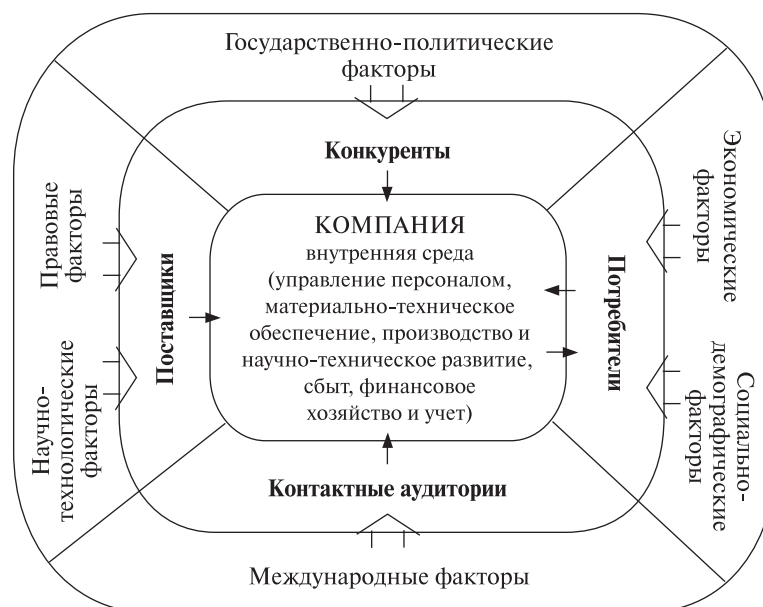 Государственно-политические
факторы
Конкуренты
Экономические
факторы
Правовые
факторы
КОМПАНИЯ
внутренняя среда
(управление персоналом,
материально-техническое
обеспечение, производство и
научно-техническое развитие,
сбыт, финансовое
хозяйство и учет)
Поставщики
Потребители
Научно-
технологические
факторы
Социально-
демографические
факторы
Контактные аудитории
Международные факторы